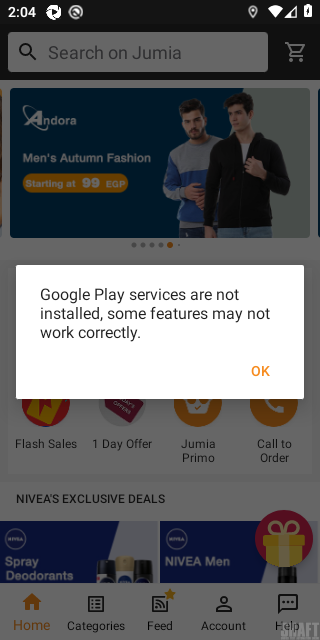 2:04
Search on Jumia
Andora
Men's Autumn Fashion
Starting at 99 EGP
Google Play services are not
installed, some features may not
work correctly.
OK
Flash Sales
1 Day Offer
Jumia
Primo
Call to
Order
NIVEA'S EXCLUSIVE DEALS
NIVEA
Spray
Deodorants
NIVEA
NIVEA Men
Home
Categories
Feed
Account